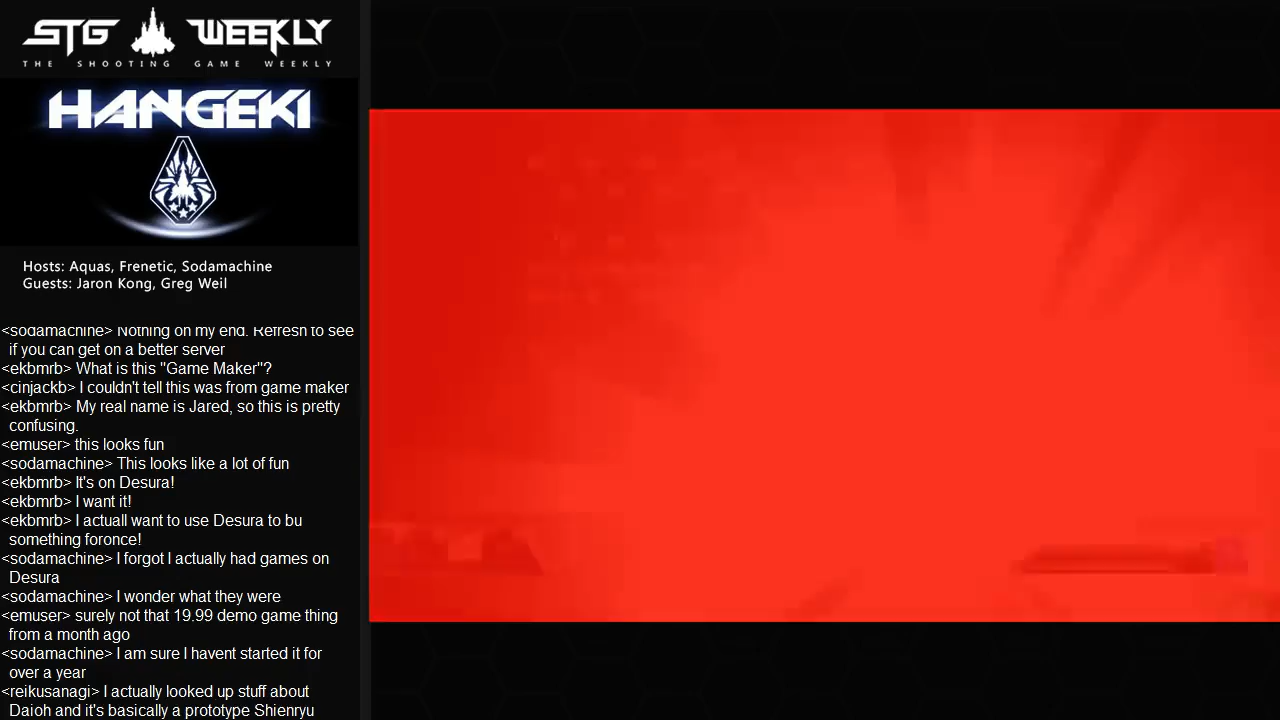 STG WEEKLY
THE SHOOTING GAME WEEKLY
HANGEKI
Hosts: Aquas, Frenetic, Sodamachine
Guests: Jaron Kong, Greg Weil
<sodamachine> Nothing on my end. Refresh to see
if you can get on a better server
<ekbmrb> What is this "Game Maker"?
<cinjackb> I couldn't tell this was from game maker
<ekbmrb> My real name is Jared, so this is pretty
confusing.
<emuser> this looks fun
<sodamachine> This looks like a lot of fun
<ekbmrb> It's on Desura!
<ekbmrb> I want it!
<ekbmrb> I actuall want to use Desura to bu
something foronce!
<sodamachine> I forgot I actually had games on
Desura
<sodamachine> I wonder what they were
<emuser> surely not that 19.99 demo game thing
from a month ago
<sodamachine> I am sure I havent started it for
over a year
<reikusanagi> I actually looked up stuff about
Daioh and it's basically a prototype Shienryu